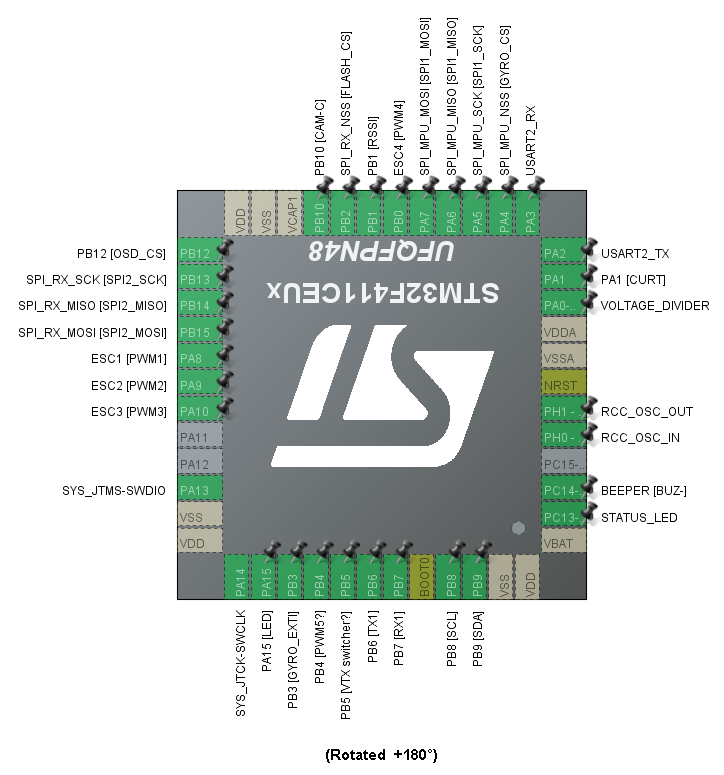 PB10 [CAM-C]
SPI_RX_NSS [FLASH_CS]
PB1 [RSSI]
ESC4 [PWM4]
SPI_MPU_MOSI [SPI1_MOSI]
SPI_MPU_MISO [SPI1_MISO]
SPI_MPU_SCK [SPI1_SCK]
SPI_MPU_NSS [GYRO_CS]
USART2_RX
VDD
VSS
VCAP1
PB10
PB2
PB1
PB0
PA7
PA6
PA5
PA4
PA3
PB12 [OSD_CS]
SPI_RX_SCK [SPI2_SCK]
SPI_RX_MISO [SPI2_MISO]
SPI_RX_MOSI [SPI2_MOSI]
ESC1 [PWM1]
ESC2 [PWM2]
ESC3 [PWM3]
SYS_JTMS-SWDIO
PB12
PB13
PB14
PB15
PA8
PA9
PA10
PA11
PA12
PA13
VSS
VDD
UFQFPN48
STM32F411CEUx
ST
PA2
PA1
PA0-..
VDDA
VSSA
NRST
PH1 -
PH0 -..
PC15-..
PC14-
PC13-
VBAT
USART2_TX
PA1 [CURT]
VOLTAGE_DIVIDER
RCC_OSC_OUT
RCC_OSC_IN
BEEPER [BUZ-]
STATUS_LED
PA14
PA15
PB3
PB4
PB5
PB6
PB7
BOOT0
PB8
PB9
VSS
VDD
SYS_JTCK-SWCLK
PA15 [LED]
PB3 [GYRO_EXTI]
PB4 [PWM5?]
PB5 [VTX switcher?]
PB6 [TX1]
PB7 [RX1]
PB8 [SCL]
PB9 [SDA]
(Rotated +180°)